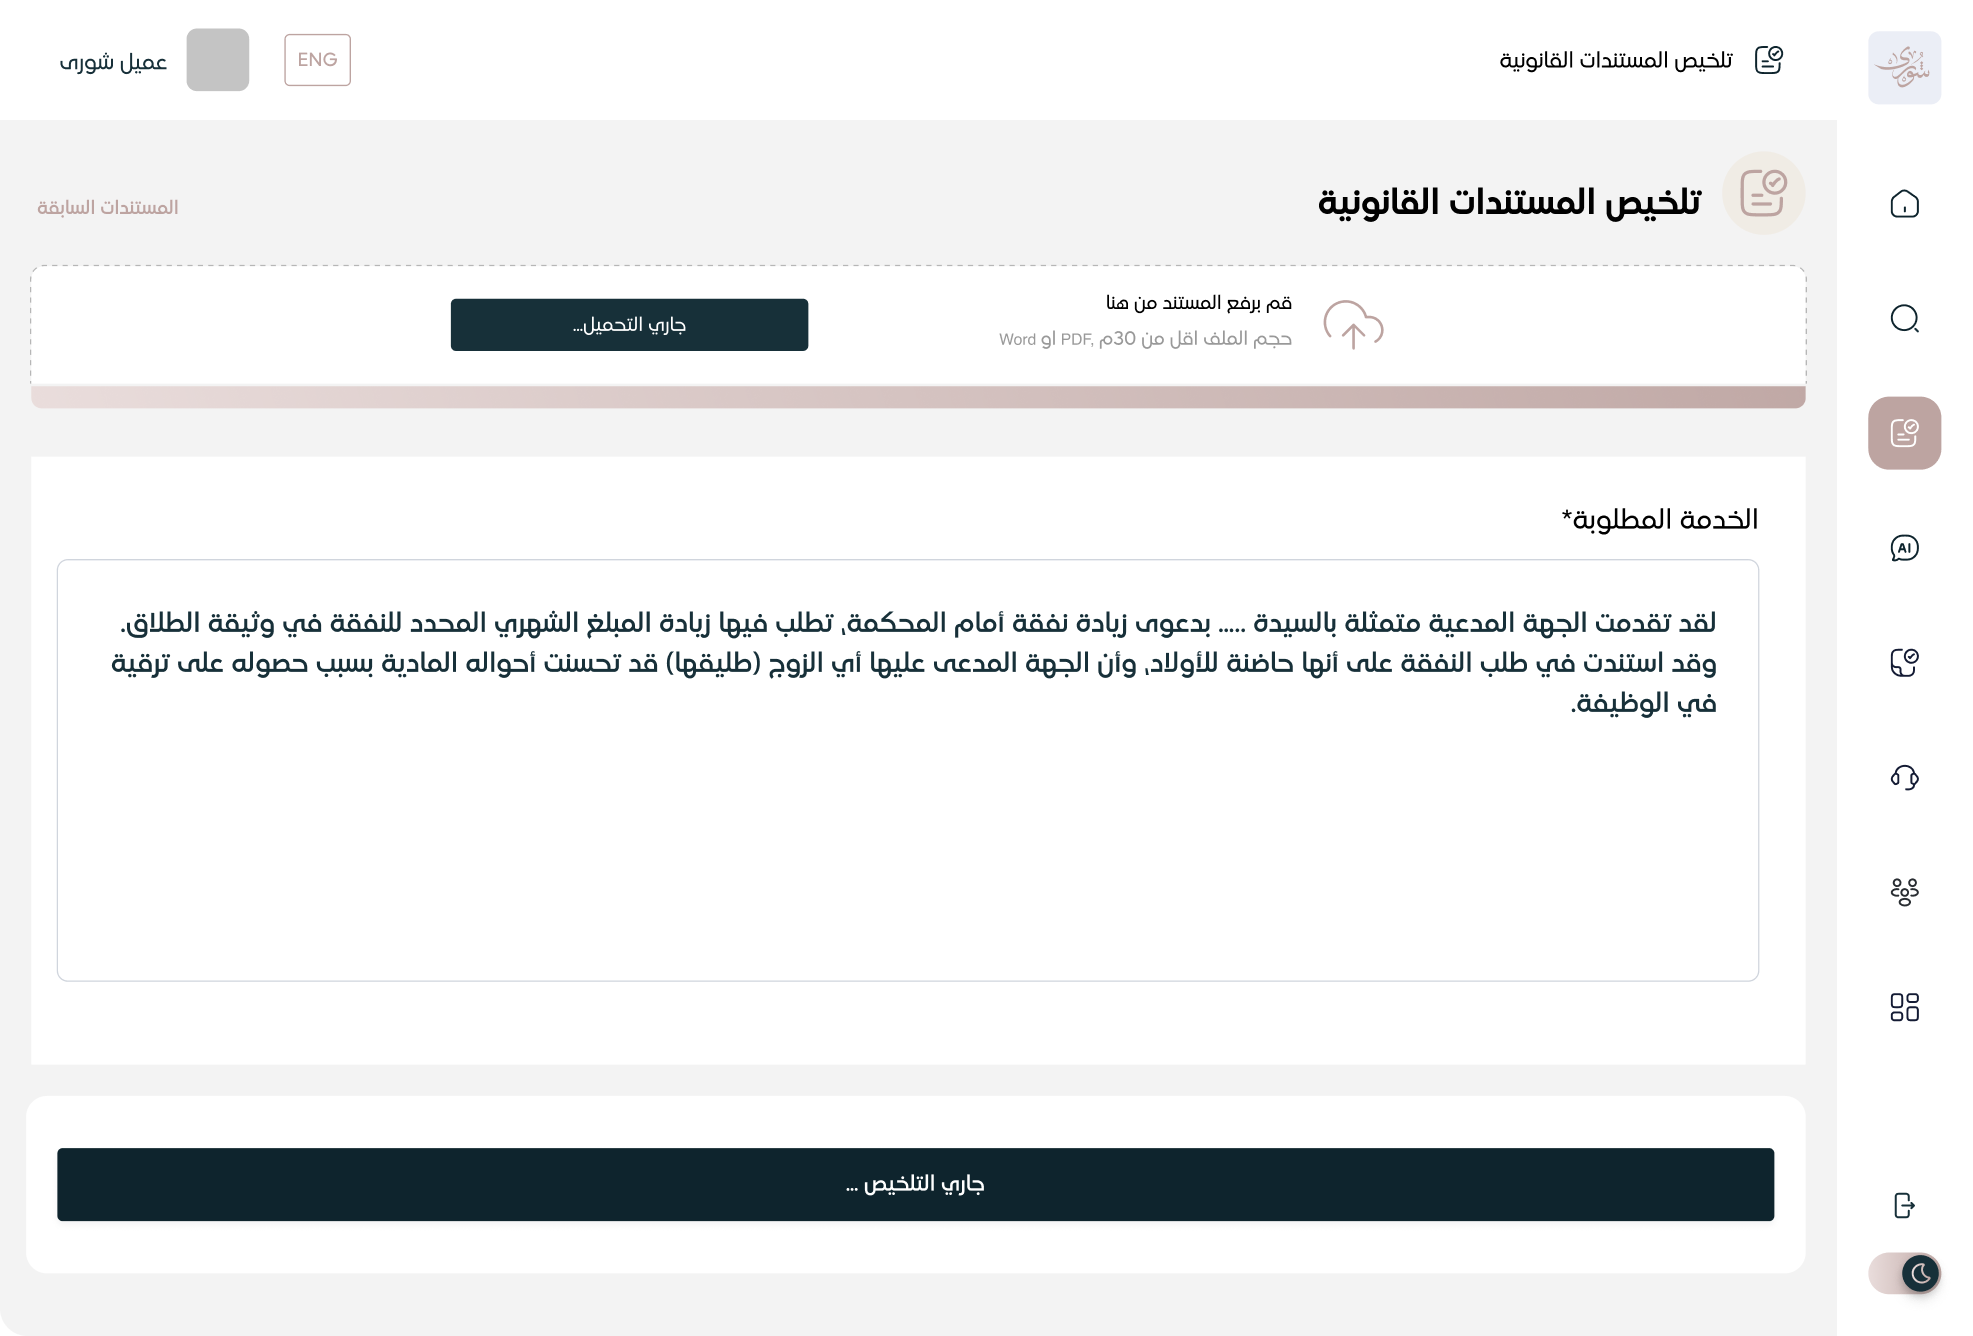 شورى
تلخيص المستندات القانونية
ENG
عميل شورى
تلخيص المستندات القانونية
المستندات السابقة
قم برفع المستند من هنا
حجم الملف اقل من 30م ,PDF او Word
جاري التحميل...
الخدمة المطلوبة*
لقد تقدمت الجهة المدعية متمثلة بالسيدة ..... بدعوى زيادة نفقة أمام المحكمة، تطلب فيها زيادة المبلغ الشهري المحدد للنفقة في وثيقة الطلاق.
وقد استندت في طلب النفقة على أنها حاضنة للأولاد، وأن الجهة المدعى عليها أي الزوج (طليقها) قد تحسنت أحواله المادية بسبب حصوله على ترقية
في الوظيفة.
جاري التلخيص ...
AI